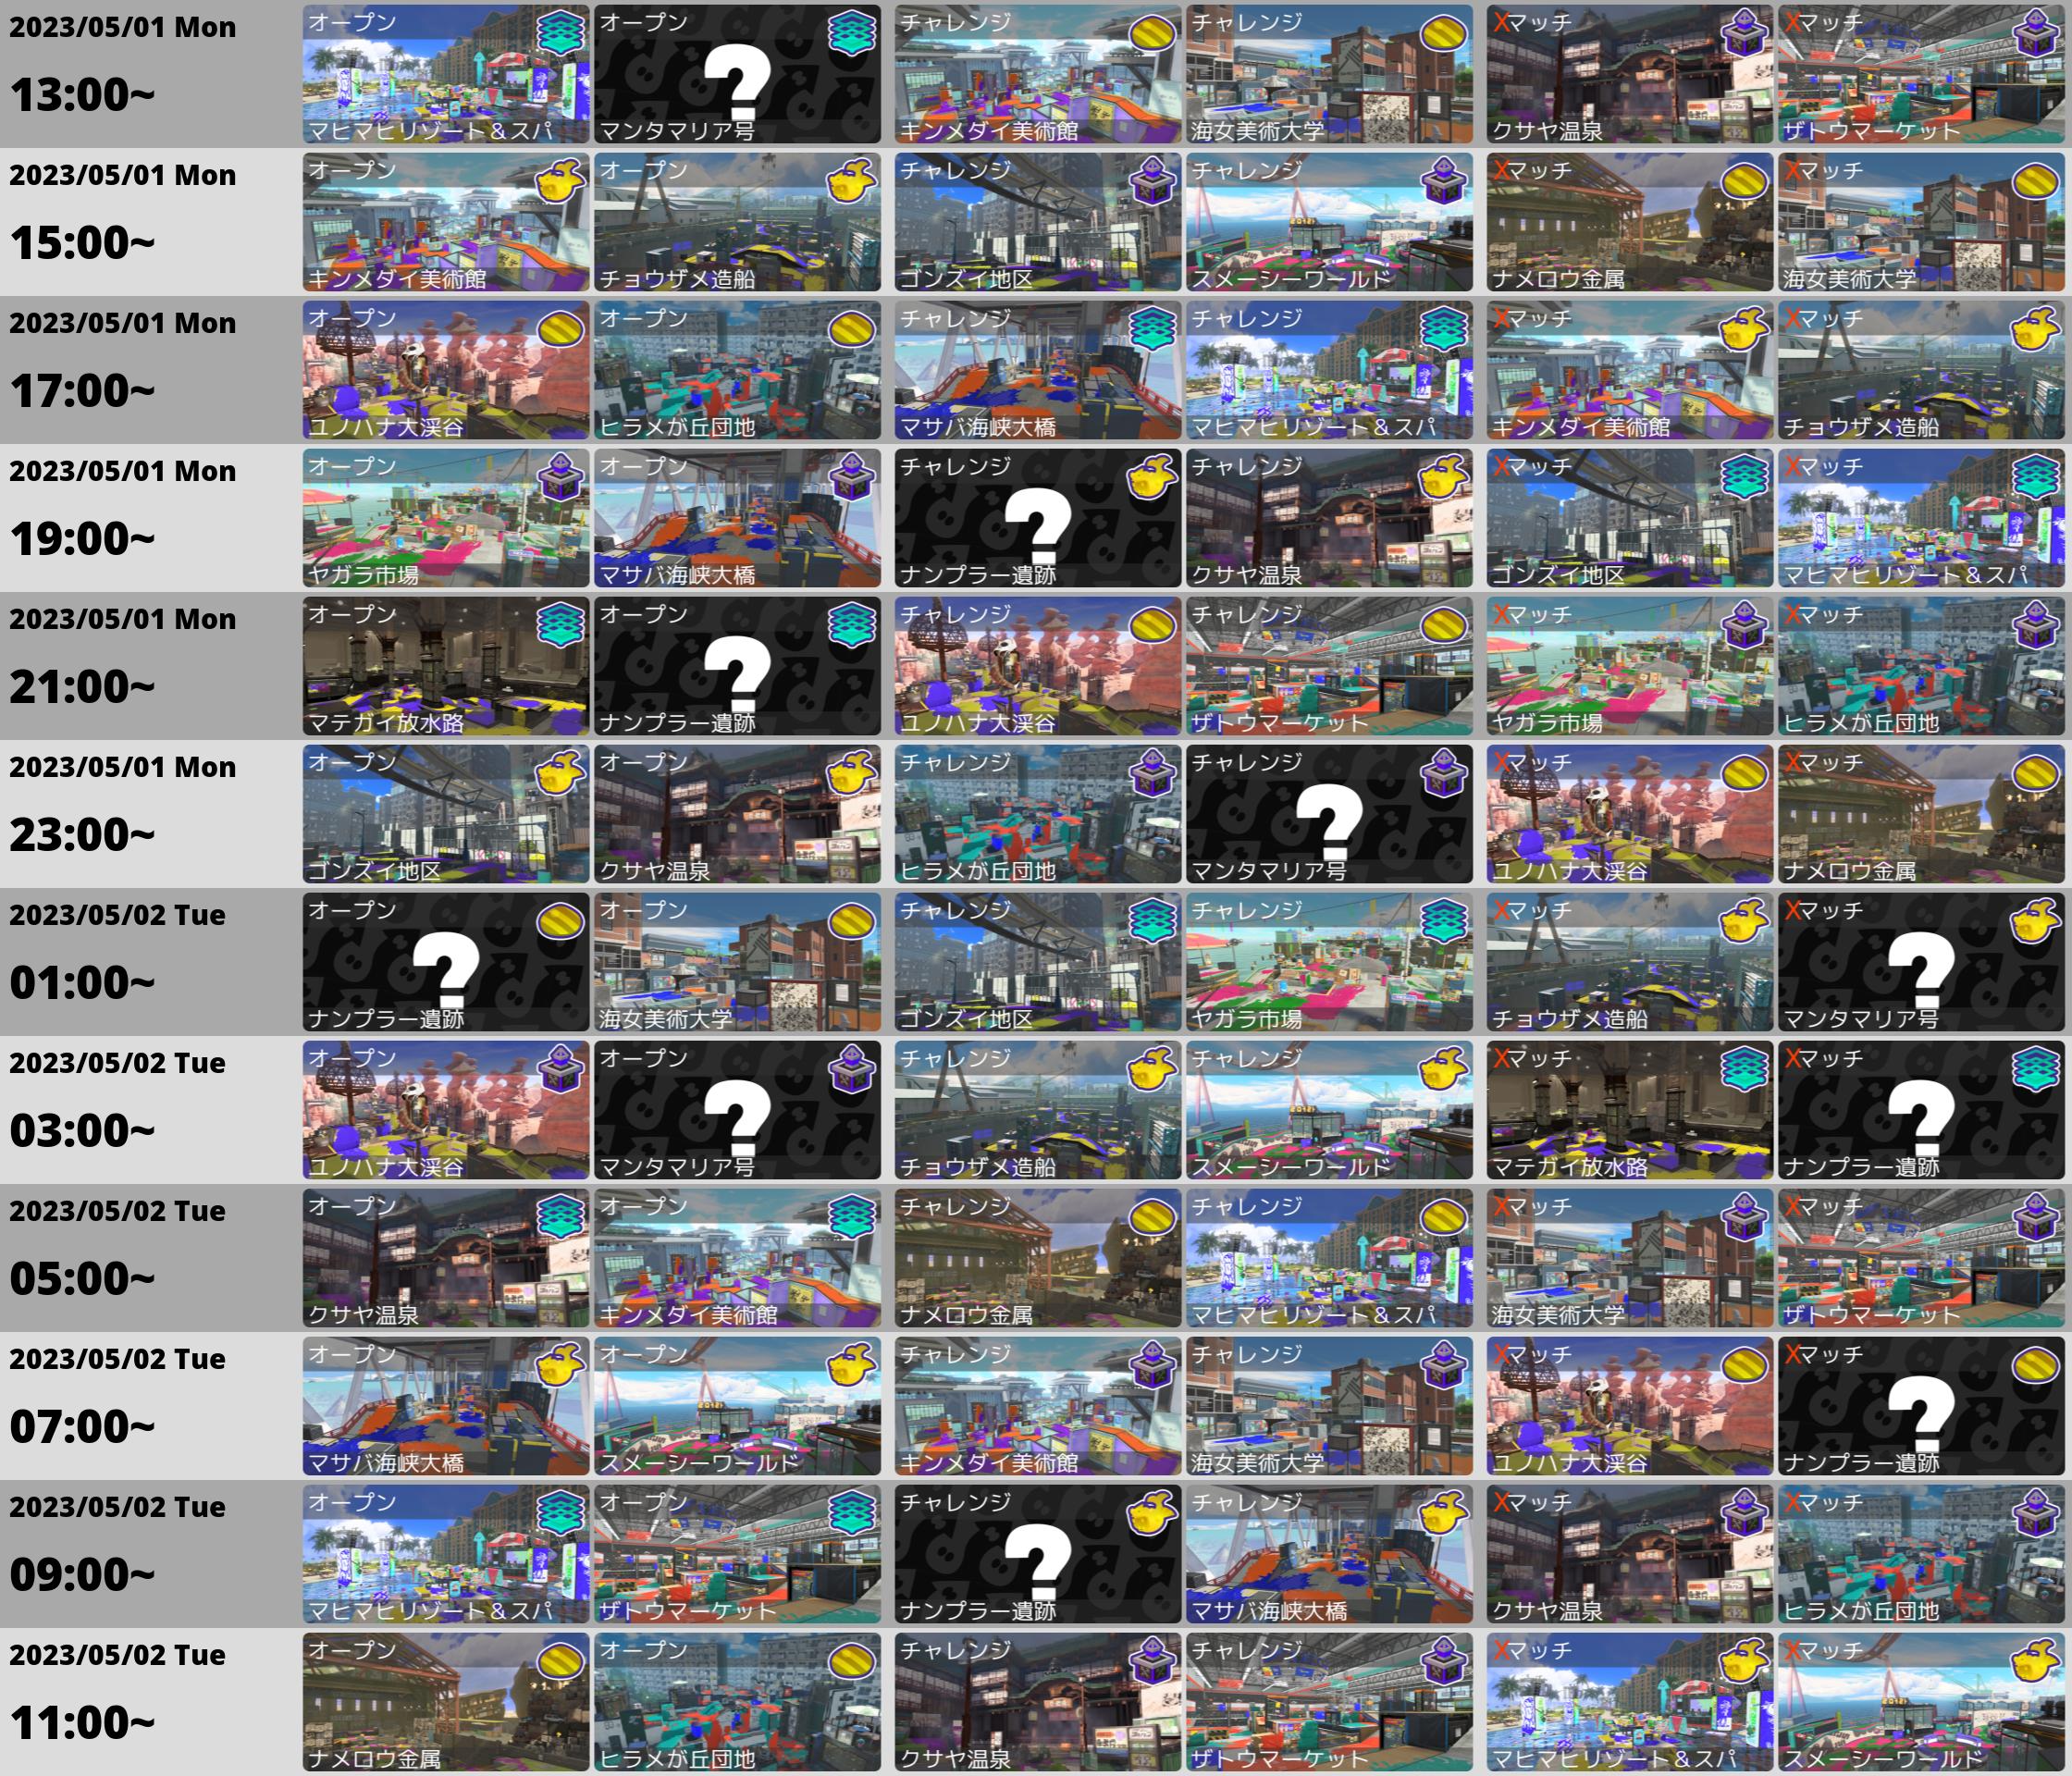 2023/05/01 Mon
13:00~
オープン
マヒマヒリゾート＆スパ
オープン
マンタマリア号
チャレンジ
キンメダイ美術館
チャレンジ
海女美術大学
Xマッチ
クサヤ温泉
Xマッチ
ザトウマーケット
2023/05/01 Mon
15:00~
オープン
キンメダイ美術館
オープン
チョウザメ造船
チャレンジ
ゴンズイ地区
チャレンジ
スメーシーワールド
Xマッチ
ナメロウ金属
Xマッチ
海女美術大学
2023/05/01 Mon
17:00~
オープン
ユノハナ大渓谷
オープン
ヒラメが丘団地
チャレンジ
マサバ海峡大橋
チャレンジ
マヒマヒリゾート＆スパ
Xマッチ
キンメダイ美術館
Xマッチ
チョウザメ造船
2023/05/01 Mon
19:00~
オープン
ヤガラ市場
オープン
マサバ海峡大橋
チャレンジ
ナンプラー遺跡
チャレンジ
クサヤ温泉
Xマッチ
ゴンズイ地区
Xマッチ
マヒマヒリゾート＆スパ
2023/05/01 Mon
21:00~
オープン
マテガイ放水路
オープン
ナンプラー遺跡
チャレンジ
ユノハナ大渓谷
チャレンジ
ザトウマーケット
Xマッチ
ヤガラ市場
Xマッチ
ヒラメが丘団地
2023/05/01 Mon
23:00~
オープン
ゴンズイ地区
オープン
クサヤ温泉
チャレンジ
ヒラメが丘団地
チャレンジ
マンタマリア号
Xマッチ
ユノハナ大渓谷
Xマッチ
ナメロウ金属
2023/05/02 Tue
01:00~
オープン
ナンプラー遺跡
オープン
海女美術大学
チャレンジ
ゴンズイ地区
チャレンジ
ヤガラ市場
Xマッチ
チョウザメ造船
Xマッチ
マンタマリア号
2023/05/02 Tue
03:00~
オープン
ユノハナ大渓谷
オープン
マンタマリア号
チャレンジ
チョウザメ造船
チャレンジ
スメーシーワールド
Xマッチ
マテガイ放水路
Xマッチ
ナンプラー遺跡
2023/05/02 Tue
05:00~
オープン
クサヤ温泉
オープン
キンメダイ美術館
チャレンジ
ナメロウ金属
チャレンジ
マヒマヒリゾート＆スパ
Xマッチ
海女美術大学
Xマッチ
ザトウマーケット
2023/05/02 Tue
07:00~
オープン
マサバ海峡大橋
オープン
スメーシーワールド
チャレンジ
キンメダイ美術館
チャレンジ
海女美術大学
Xマッチ
ユノハナ大渓谷
Xマッチ
ナンプラー遺跡
2023/05/02 Tue
09:00~
オープン
マヒマヒリゾート＆スパ
オープン
ザトウマーケット
チャレンジ
ナンプラー遺跡
チャレンジ
マサバ海峡大橋
Xマッチ
クサヤ温泉
Xマッチ
ヒラメが丘団地
2023/05/02 Tue
11:00~
オープン
ナメロウ金属
オープン
ヒラメが丘団地
チャレンジ
クサヤ温泉
チャレンジ
ザトウマーケット
Xマッチ
マヒマヒリゾート＆スパ
Xマッチ
スメーシーワールド